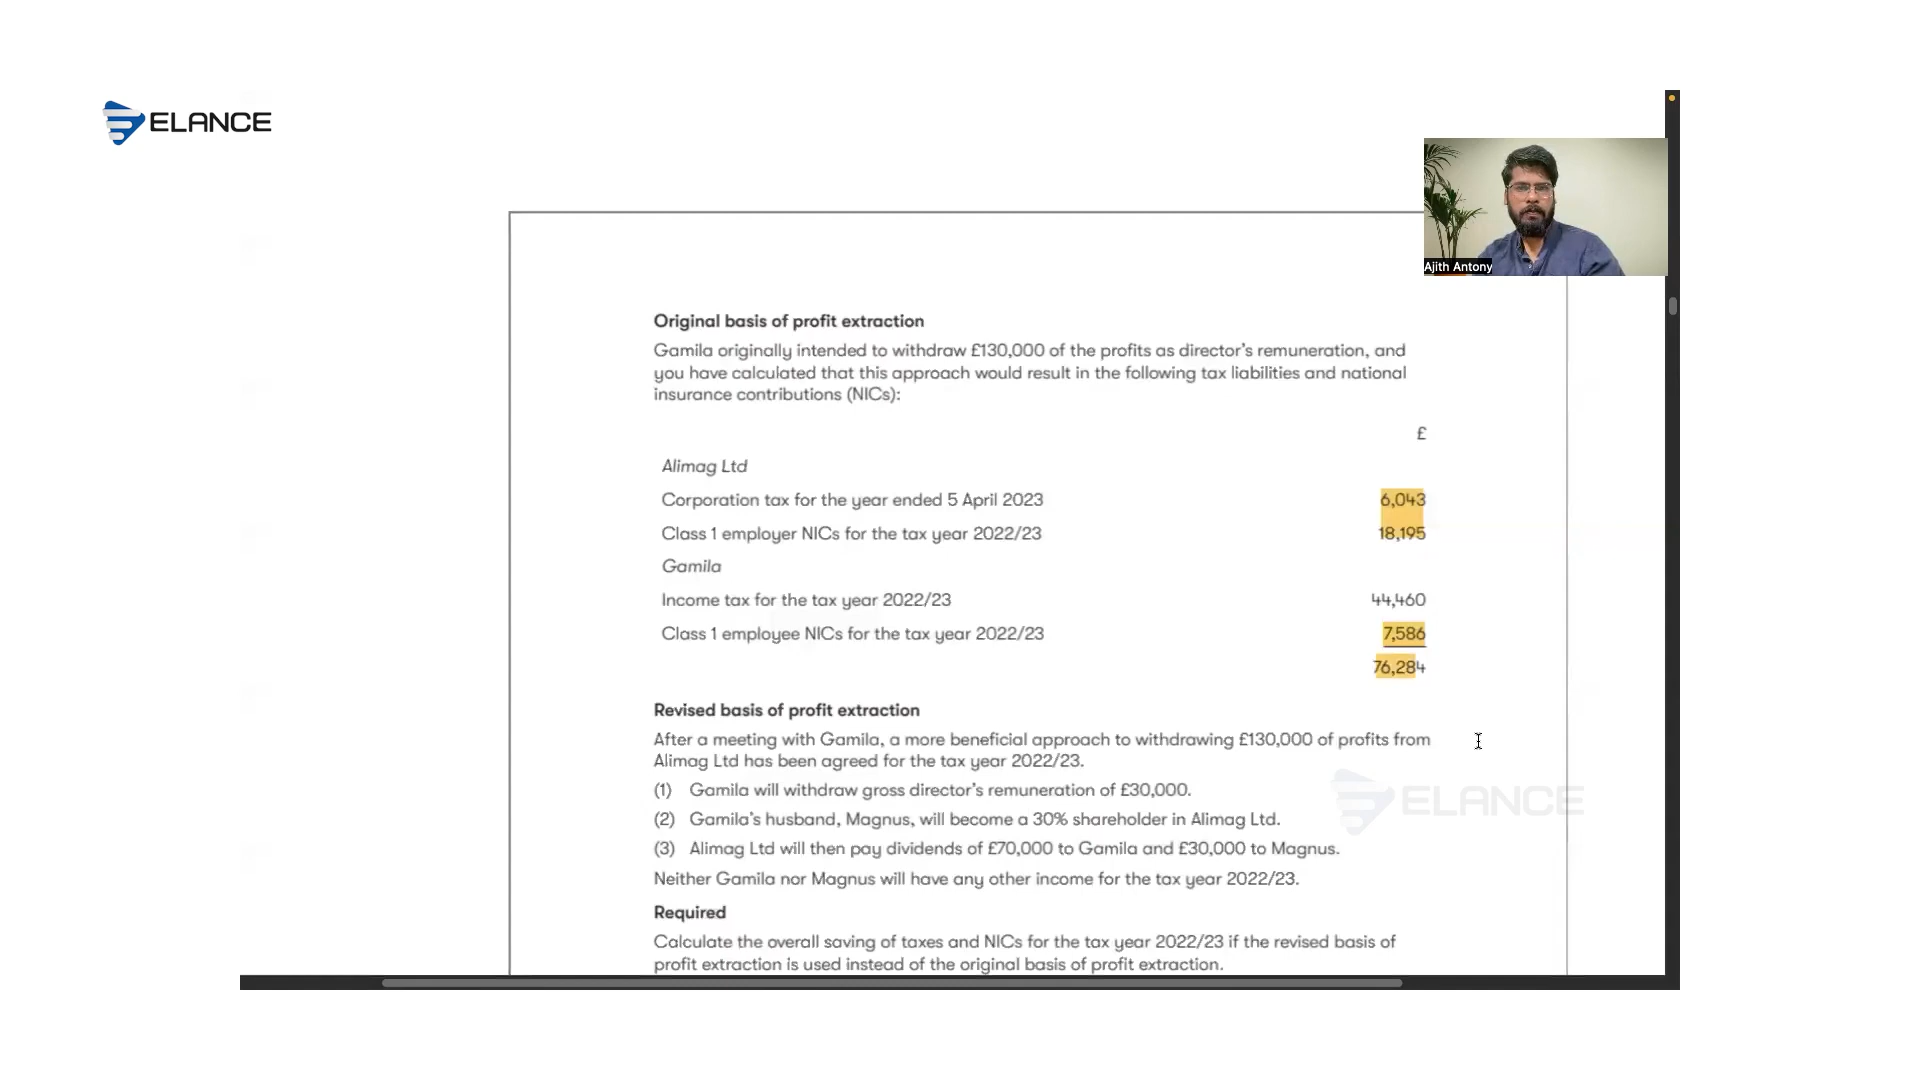 ELANCE
Ajith Antony
Original basis of profit extraction
Gamila originally intended to withdraw £130,000 of the profits as director's remuneration, and
you have calculated that this approach would result in the following tax liabilities and national
insurance contributions (NICs):
£
Alimag Ltd
Corporation tax for the year ended 5 April 2023 6,043
Class 1 employer NICs for the tax year 2022/23 18,195
Gamila
Income tax for the tax year 2022/23 44,460
Class 1 employee NICs for the tax year 2022/23 7,586
76,284
Revised basis of profit extraction
After a meeting with Gamila, a more beneficial approach to withdrawing £130,000 of profits from
Alimag Ltd has been agreed for the tax year 2022/23.
(1) Gamila will withdraw gross director's remuneration of £30,000.
(2) Gamila's husband, Magnus, will become a 30% shareholder in Alimag Ltd.
(3) Alimag Ltd will then pay dividends of £70,000 to Gamila and £30,000 to Magnus.
ELANCE
Neither Gamila nor Magnus will have any other income for the tax year 2022/23.
Required
Calculate the overall saving of taxes and NICs for the tax year 2022/23 if the revised basis of
profit extraction is used instead of the original basis of profit extraction.